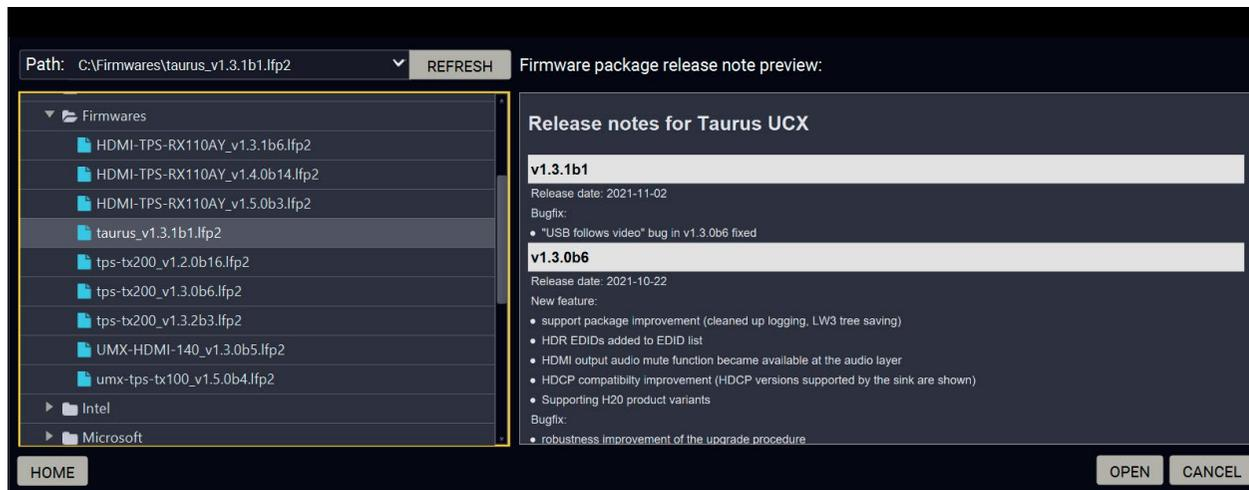 Path: C:\Firmwares\taurus_v1.3.1b1.lfp2 REFRESH
Firmware package release note preview:
Firmwares
HDMI-TPS-RX110AY_v1.3.1b6.lfp2
HDMI-TPS-RX110AY_v1.4.0b14.lfp2
HDMI-TPS-RX110AY_v1.5.0b3.lfp2
taurus_v1.3.1b1.lfp2
tps-tx200_v1.2.0b16.lfp2
tps-tx200_v1.3.0b6.lfp2
tps-tx200_v1.3.2b3.lfp2
UMX-HDMI-140_v1.3.0b5.lfp2
umx-tps-tx100_v1.5.0b4.lfp2
Intel
Microsoft
Release notes for Taurus UCX
v1.3.1b1
Release date: 2021-11-02
Bugfix:
● "USB follows video" bug in v1.3.0b6 fixed
v1.3.0b6
Release date: 2021-10-22
New feature:
● support package improvement (cleaned up logging, LW3 tree saving)
● HDR EDIDs added to EDID list
● HDMI output audio mute function became available at the audio layer
● HDCP compatibilty improvement (HDCP versions supported by the sink are shown)
● Supporting H20 product variants
Bugfix:
● robustness improvement of the upgrade procedure
HOME
OPEN
CANCEL